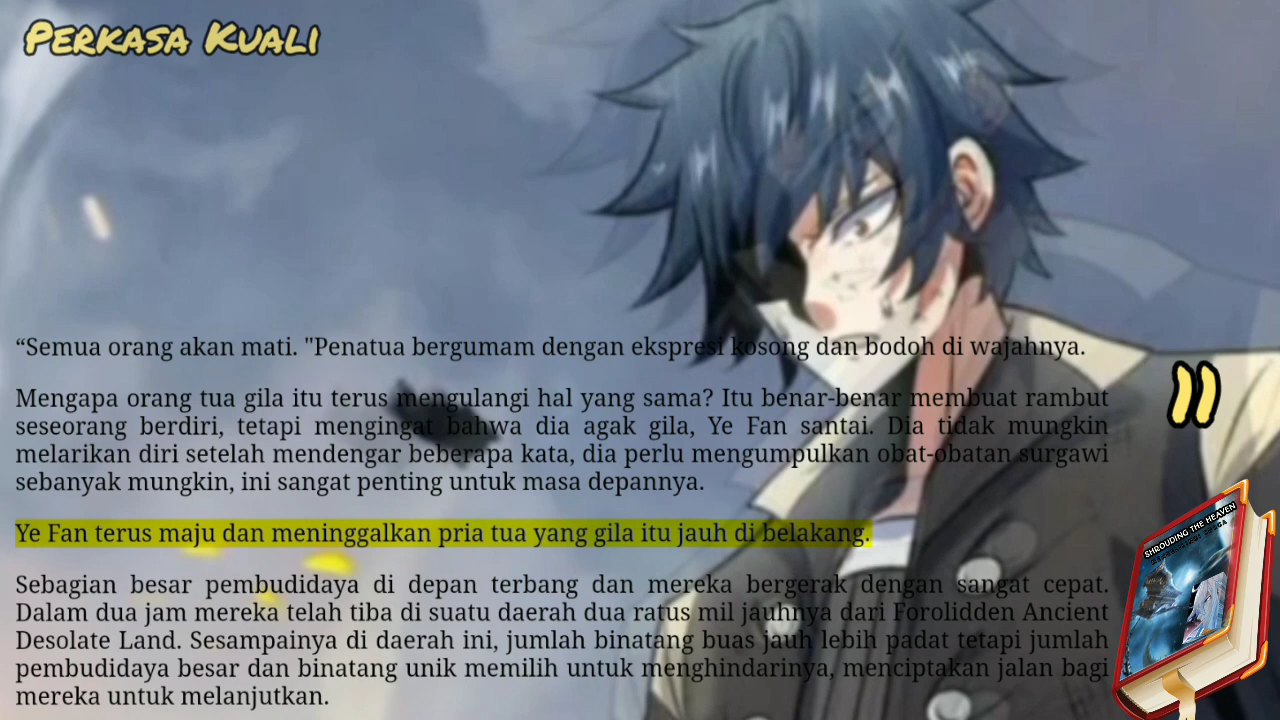 Perkasa Kuali
“Semua orang akan mati. "Penatua bergumam dengan ekspresi kosong dan bodoh di wajahnya.
Mengapa orang tua gila itu terus mengulangi hal yang sama? Itu benar-benar membuat rambut
seseorang berdiri, tetapi mengingat bahwa dia agak gila, Ye Fan santai. Dia tidak mungkin
melarikan diri setelah mendengar beberapa kata, dia perlu mengumpulkan obat-obatan surgawi
sebanyak mungkin, ini sangat penting untuk masa depannya.
Ye Fan terus maju dan meninggalkan pria tua yang gila itu jauh di belakang.
Sebagian besar pembudidaya di depan terbang dan mereka bergerak dengan sangat cepat.
Dalam dua jam mereka telah tiba di suatu daerah dua ratus mil jauhnya dari Forolidden Ancient
Desolate Land. Sesampainya di daerah ini, jumlah binatang buas jauh lebih padat tetapi jumlah
pembudidaya besar dan binatang unik memilih untuk menghindarinya, menciptakan jalan bagi
mereka untuk melanjutkan.
SHROUDING THE HEAVEN